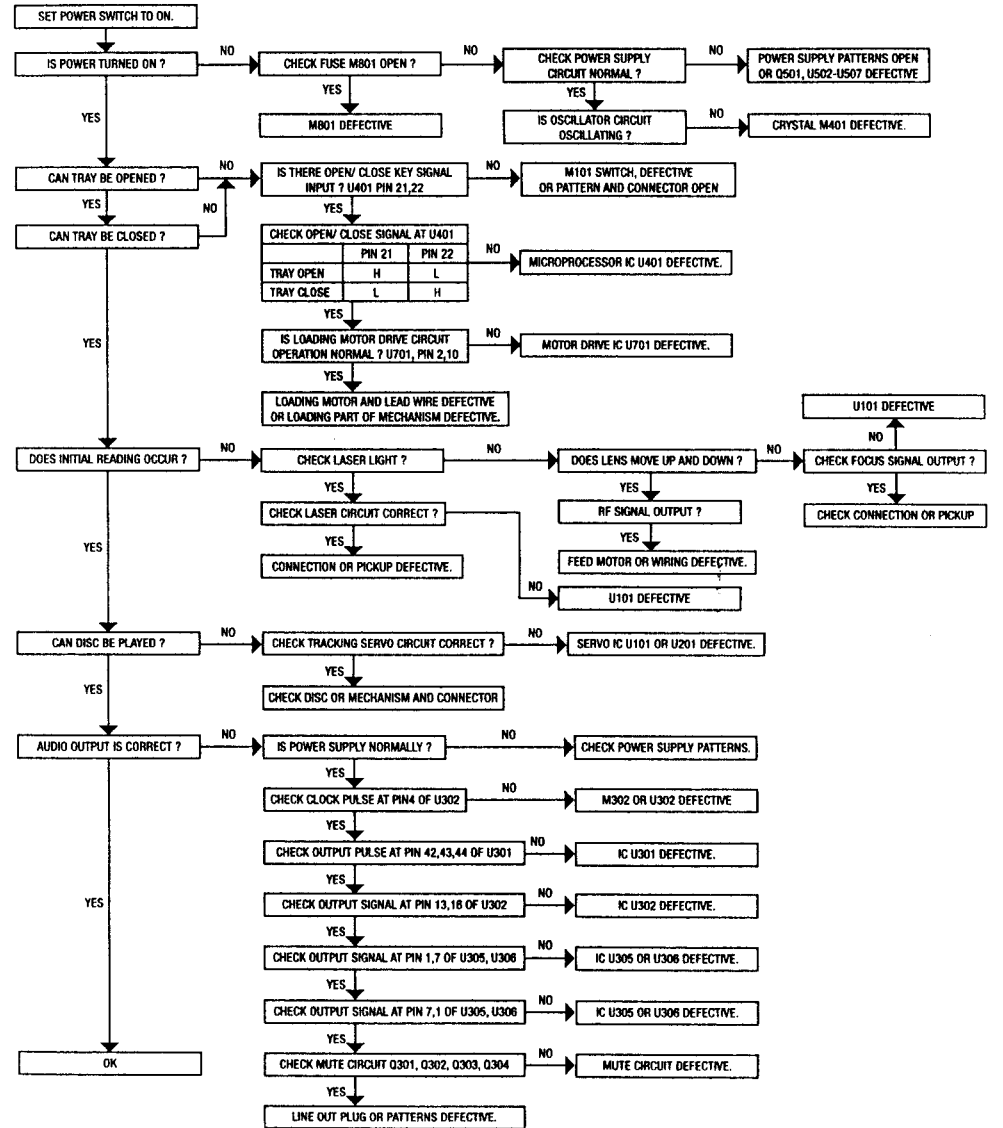 SET POWER SWITCH TO ON.
IS POWER TURNED ON ?
NO
CHECK FUSE M801 OPEN ?
NO
CHECK POWER SUPPLY
CIRCUIT NORMAL ?
NO
POWER SUPPLY PATTERNS OPEN
OR Q501, U502-U507 DEFECTIVE
YES
YES
YES
M801 DEFECTIVE
IS OSCILLATOR CIRCUIT
OSCILLATING ?
NO
CRYSTAL M401 DEFECTIVE.
CAN TRAY BE OPENED ?
NO
IS THERE OPEN/ CLOSE KEY SIGNAL
INPUT ? U401 PIN 21,22
NO
M101 SWITCH, DEFECTIVE
OR PATTERN AND CONNECTOR OPEN
YES
NO
YES
CAN TRAY BE CLOSED ?
CHECK OPEN/ CLOSE SIGNAL AT U401
PIN 21 PIN 22
TRAY OPEN H L
TRAY CLOSE L H
NO
MICROPROCESSOR IC U401 DEFECTIVE.
YES
YES
IS LOADING MOTOR DRIVE CIRCUIT
OPERATION NORMAL ? U701, PIN 2,10
NO
MOTOR DRIVE IC U701 DEFECTIVE.
YES
LOADING MOTOR AND LEAD WIRE DEFECTIVE
OR LOADING PART OF MECHANISM DEFECTIVE.
U101 DEFECTIVE
NO
DOES INITIAL READING OCCUR ?
NO
CHECK LASER LIGHT ?
NO
DOES LENS MOVE UP AND DOWN ?
NO
CHECK FOCUS SIGNAL OUTPUT ?
YES
YES
YES
CHECK LASER CIRCUIT CORRECT ?
RF SIGNAL OUTPUT ?
CHECK CONNECTION OR PICKUP
YES
YES
YES
CONNECTION OR PICKUP DEFECTIVE.
FEED MOTOR OR WIRING DEFECTIVE.
NO
U101 DEFECTIVE
CAN DISC BE PLAYED ?
NO
CHECK TRACKING SERVO CIRCUIT CORRECT ?
NO
SERVO IC U101 OR U201 DEFECTIVE.
YES
YES
CHECK DISC OR MECHANISM AND CONNECTOR
AUDIO OUTPUT IS CORRECT ?
NO
IS POWER SUPPLY NORMALLY ?
NO
CHECK POWER SUPPLY PATTERNS.
YES
CHECK CLOCK PULSE AT PIN4 OF U302
NO
M302 OR U302 DEFECTIVE
YES
CHECK OUTPUT PULSE AT PIN 42,43,44 OF U301
NO
IC U301 DEFECTIVE.
YES
YES
CHECK OUTPUT SIGNAL AT PIN 13,16 OF U302
NO
IC U302 DEFECTIVE.
YES
CHECK OUTPUT SIGNAL AT PIN 1,7 OF U305, U306
NO
IC U305 OR U306 DEFECTIVE.
YES
CHECK OUTPUT SIGNAL AT PIN 7,1 OF U305, U306
NO
IC U305 OR U306 DEFECTIVE.
YES
OK
CHECK MUTE CIRCUIT Q301, Q302, Q303, Q304
NO
MUTE CIRCUIT DEFECTIVE.
YES
LINE OUT PLUG OR PATTERNS DEFECTIVE.